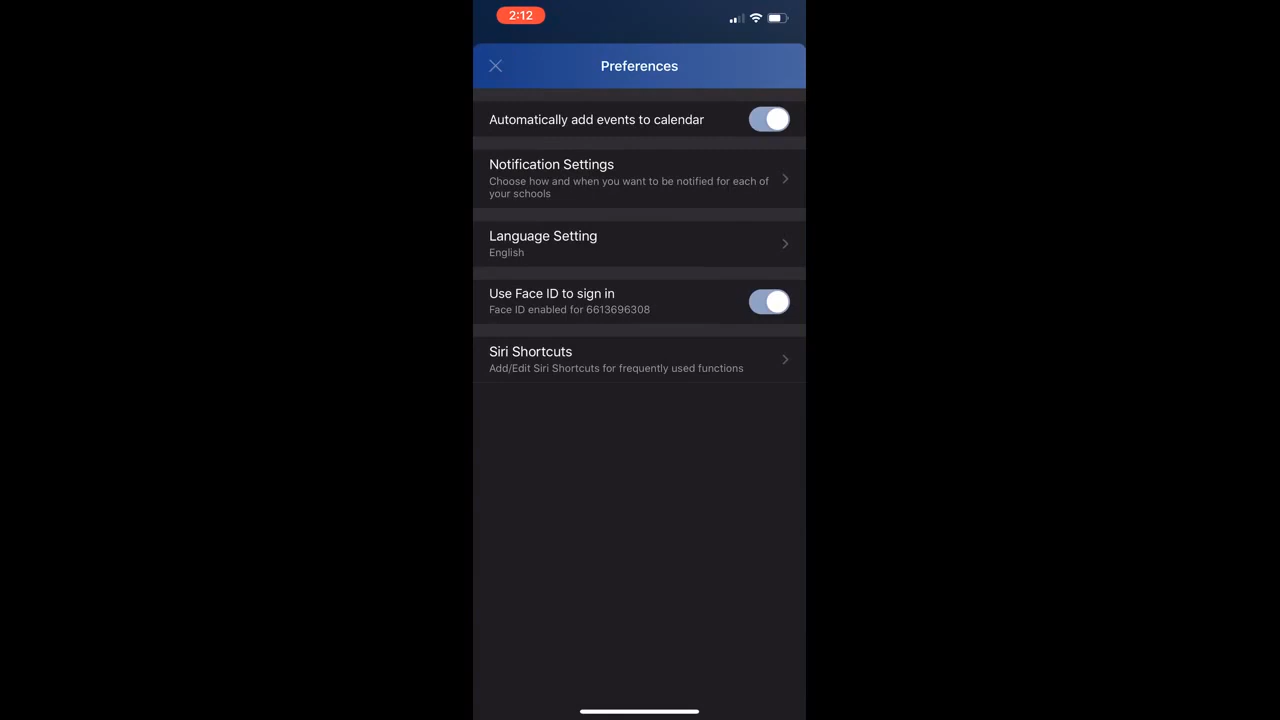 2:12
Preferences
Automatically add events to calendar
Notification Settings
Choose how and when you want to be notified for each of
your schools
Language Setting
English
Use Face ID to sign in
Face ID enabled for 6613696308
Siri Shortcuts
Add/Edit Siri Shortcuts for frequently used functions